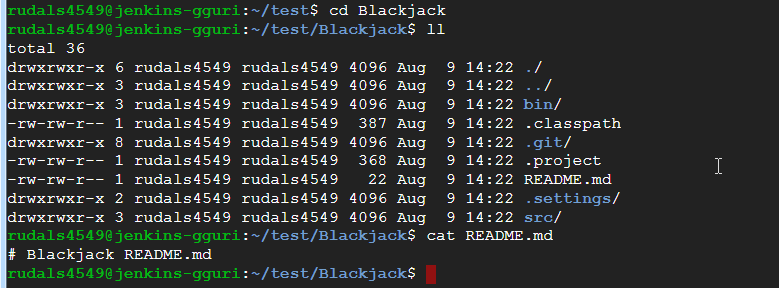 rudals4549@jenkins-gguri:~/test$ cd Blackjack
rudals4549@jenkins-gguri:~/test/Blackjack$ ll
total 36
drwxrwxr-x 6 rudals4549 rudals4549 4096 Aug  9 14:22 ./
drwxrwxr-x 3 rudals4549 rudals4549 4096 Aug  9 14:22 ../
drwxrwxr-x 3 rudals4549 rudals4549 4096 Aug  9 14:22 bin/
-rw-rw-r-- 1 rudals4549 rudals4549  387 Aug  9 14:22 .classpath
drwxrwxr-x 8 rudals4549 rudals4549 4096 Aug  9 14:22 .git/
-rw-rw-r-- 1 rudals4549 rudals4549  368 Aug  9 14:22 .project
-rw-rw-r-- 1 rudals4549 rudals4549   22 Aug  9 14:22 README.md
drwxrwxr-x 2 rudals4549 rudals4549 4096 Aug  9 14:22 .settings/
drwxrwxr-x 3 rudals4549 rudals4549 4096 Aug  9 14:22 src/
rudals4549@jenkins-gguri:~/test/Blackjack$ cat README.md
# Blackjack README.md
rudals4549@jenkins-gguri:~/test/Blackjack$